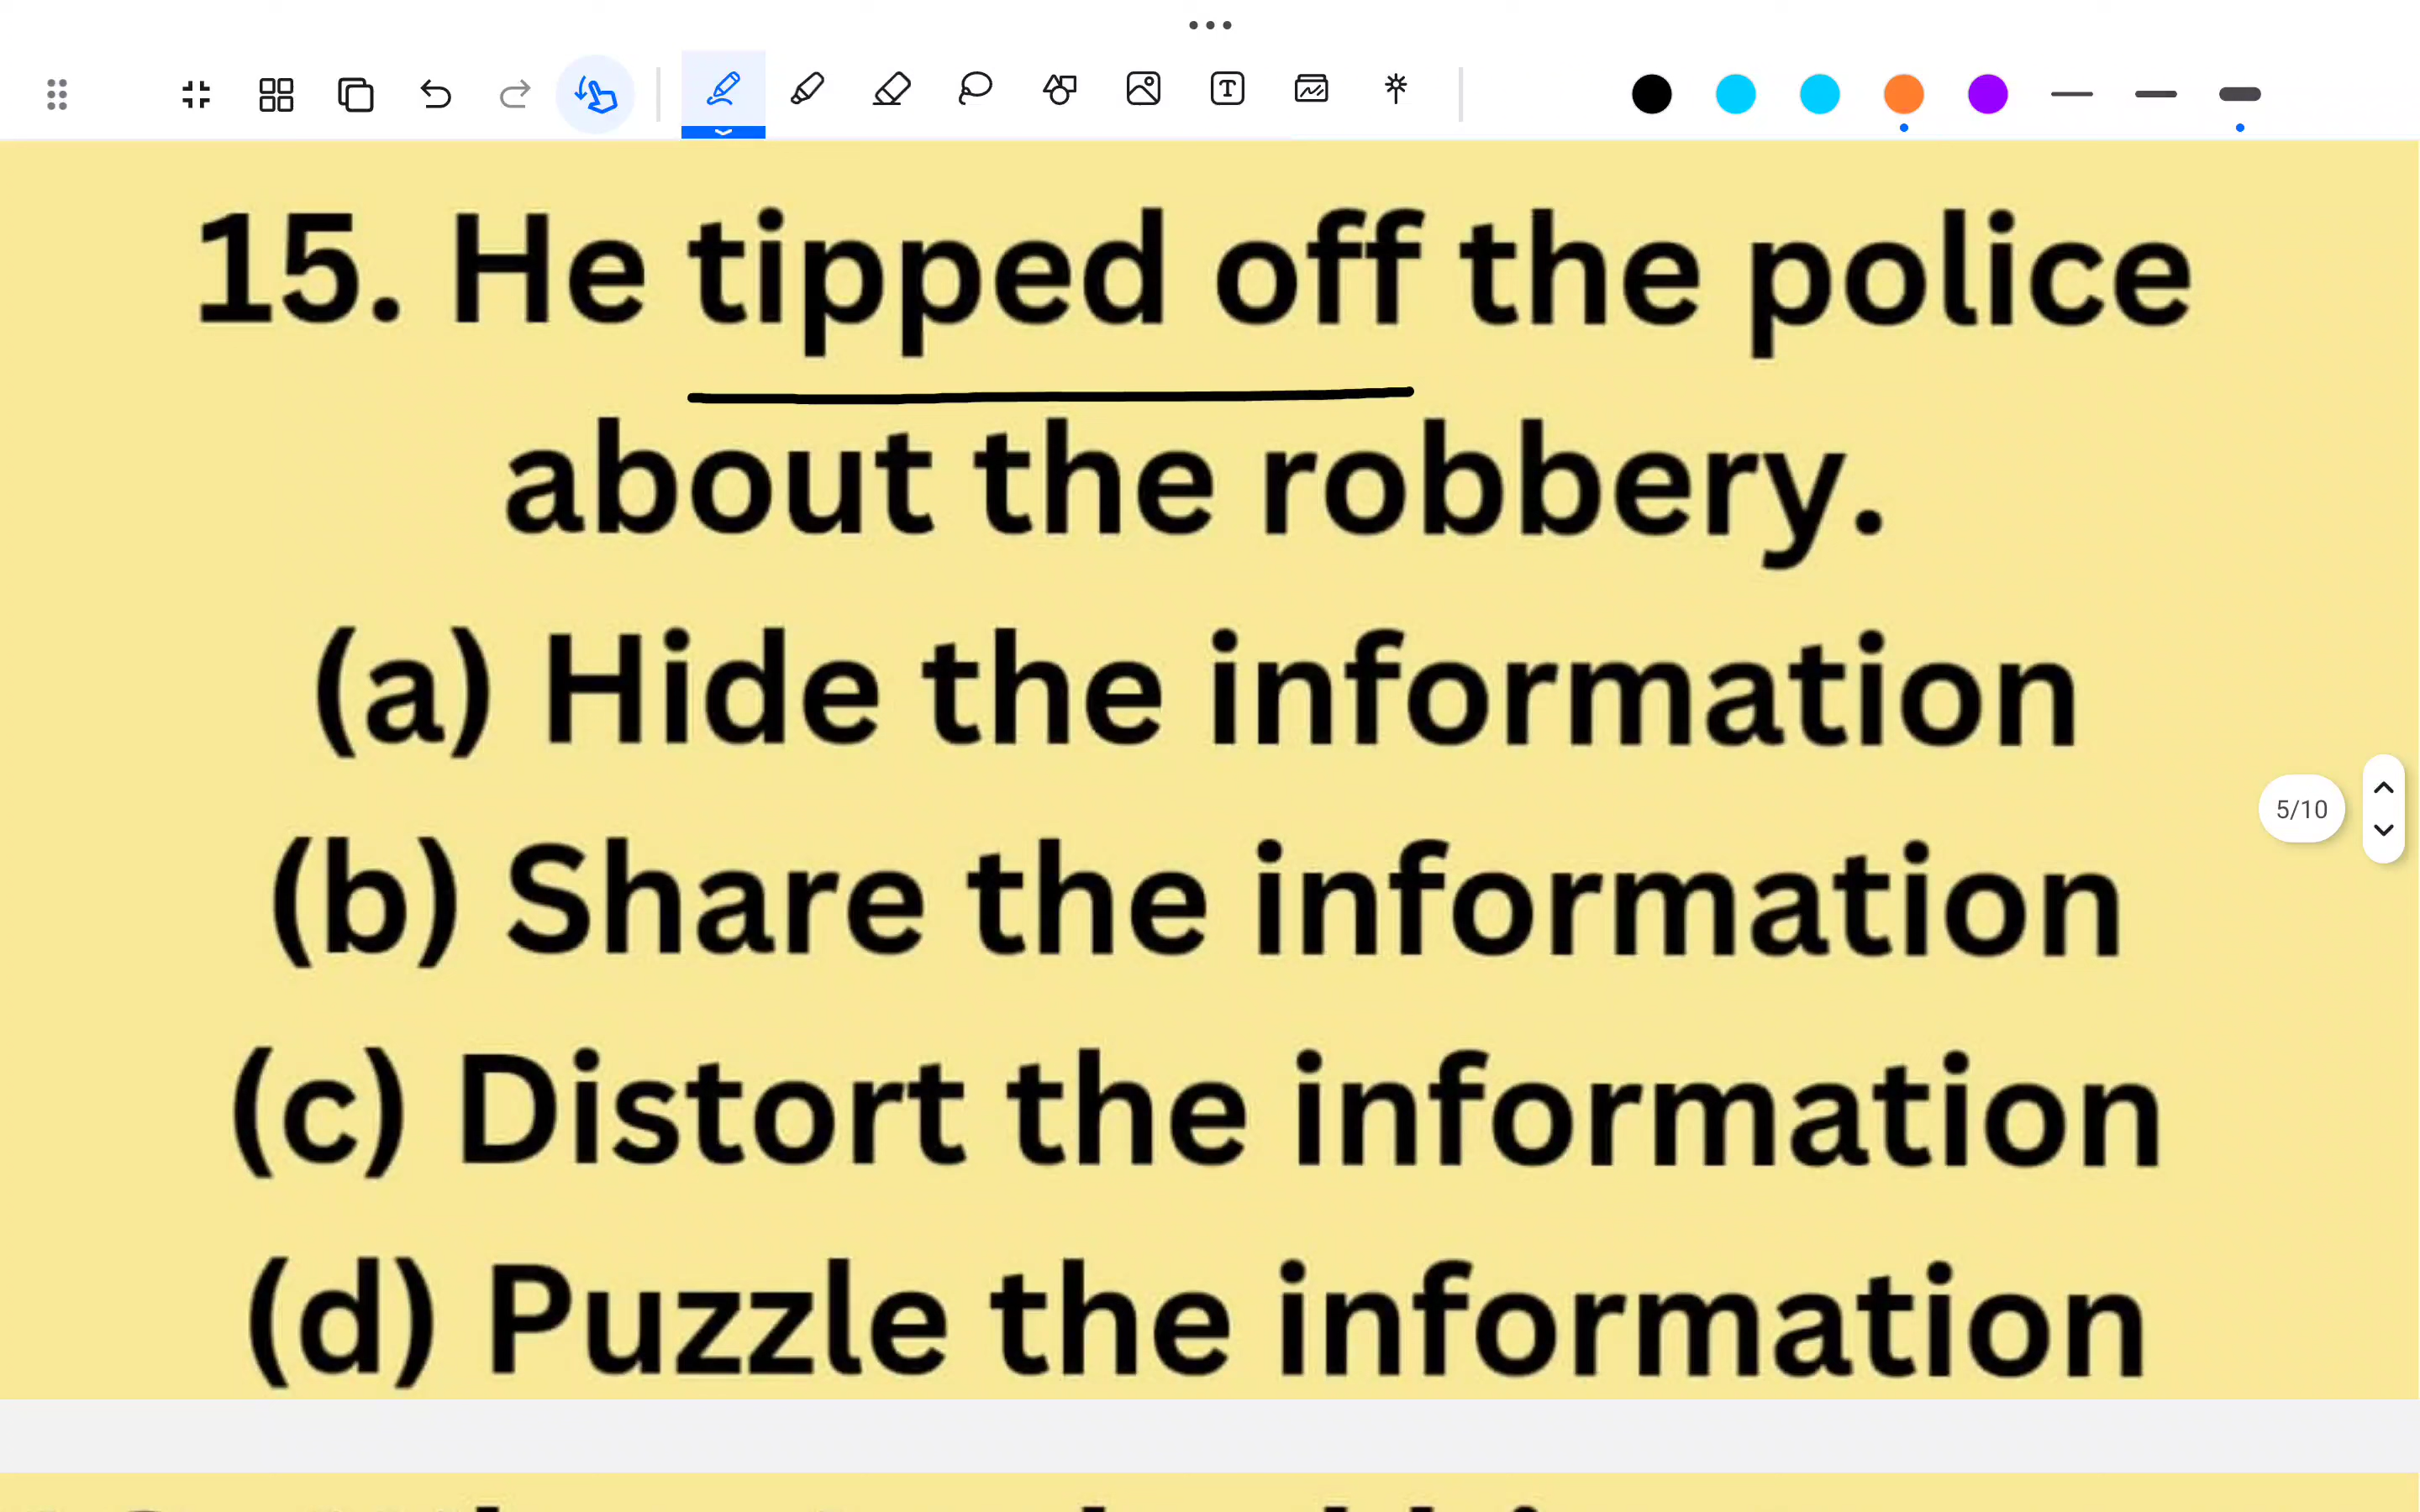 15. He tipped off the police
about the robbery.
(a) Hide the information
(b) Share the information
5/10
(c) Distort the information
(d) Puzzle the information